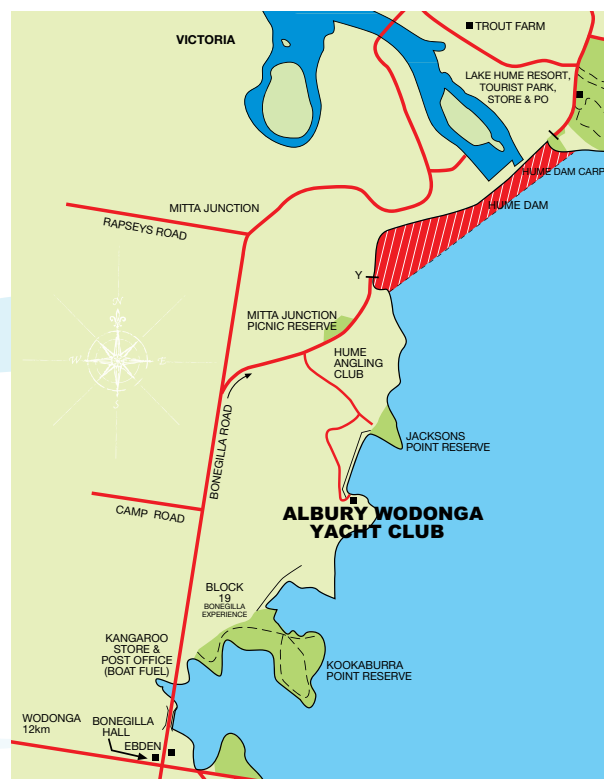 VICTORIA
TROUT FARM
LAKE HUME RESORT,
TOURIST PARK,
STORE & PO
HUME DAM CARP
HUME DAM
MITTA JUNCTION
RAPSEYS ROAD
Y
N
W
E
S
MITTA JUNCTION
PICNIC RESERVE
HUME
ANGLING
CLUB
BONEGILLA ROAD
JACKSONS
POINT RESERVE
ALBURY WODONGA
YACHT CLUB
CAMP ROAD
BLOCK
19
BONEGILLA
EXPERIENCE
KANGAROO
STORE &
POST OFFICE
(BOAT FUEL)
KOOKABURRA
POINT RESERVE
WODONGA
12km
BONEGILLA
HALL
EBDEN